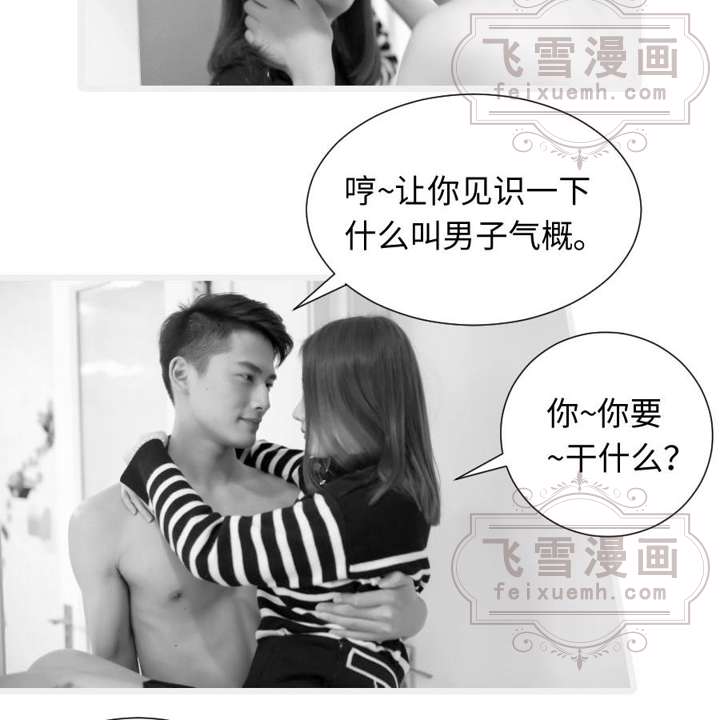 飞雪漫画
feixuemh.com
哼~让你见识一下
什么叫男子气概。
你~你要
~干什么?
飞雪漫画
feixuemh.com